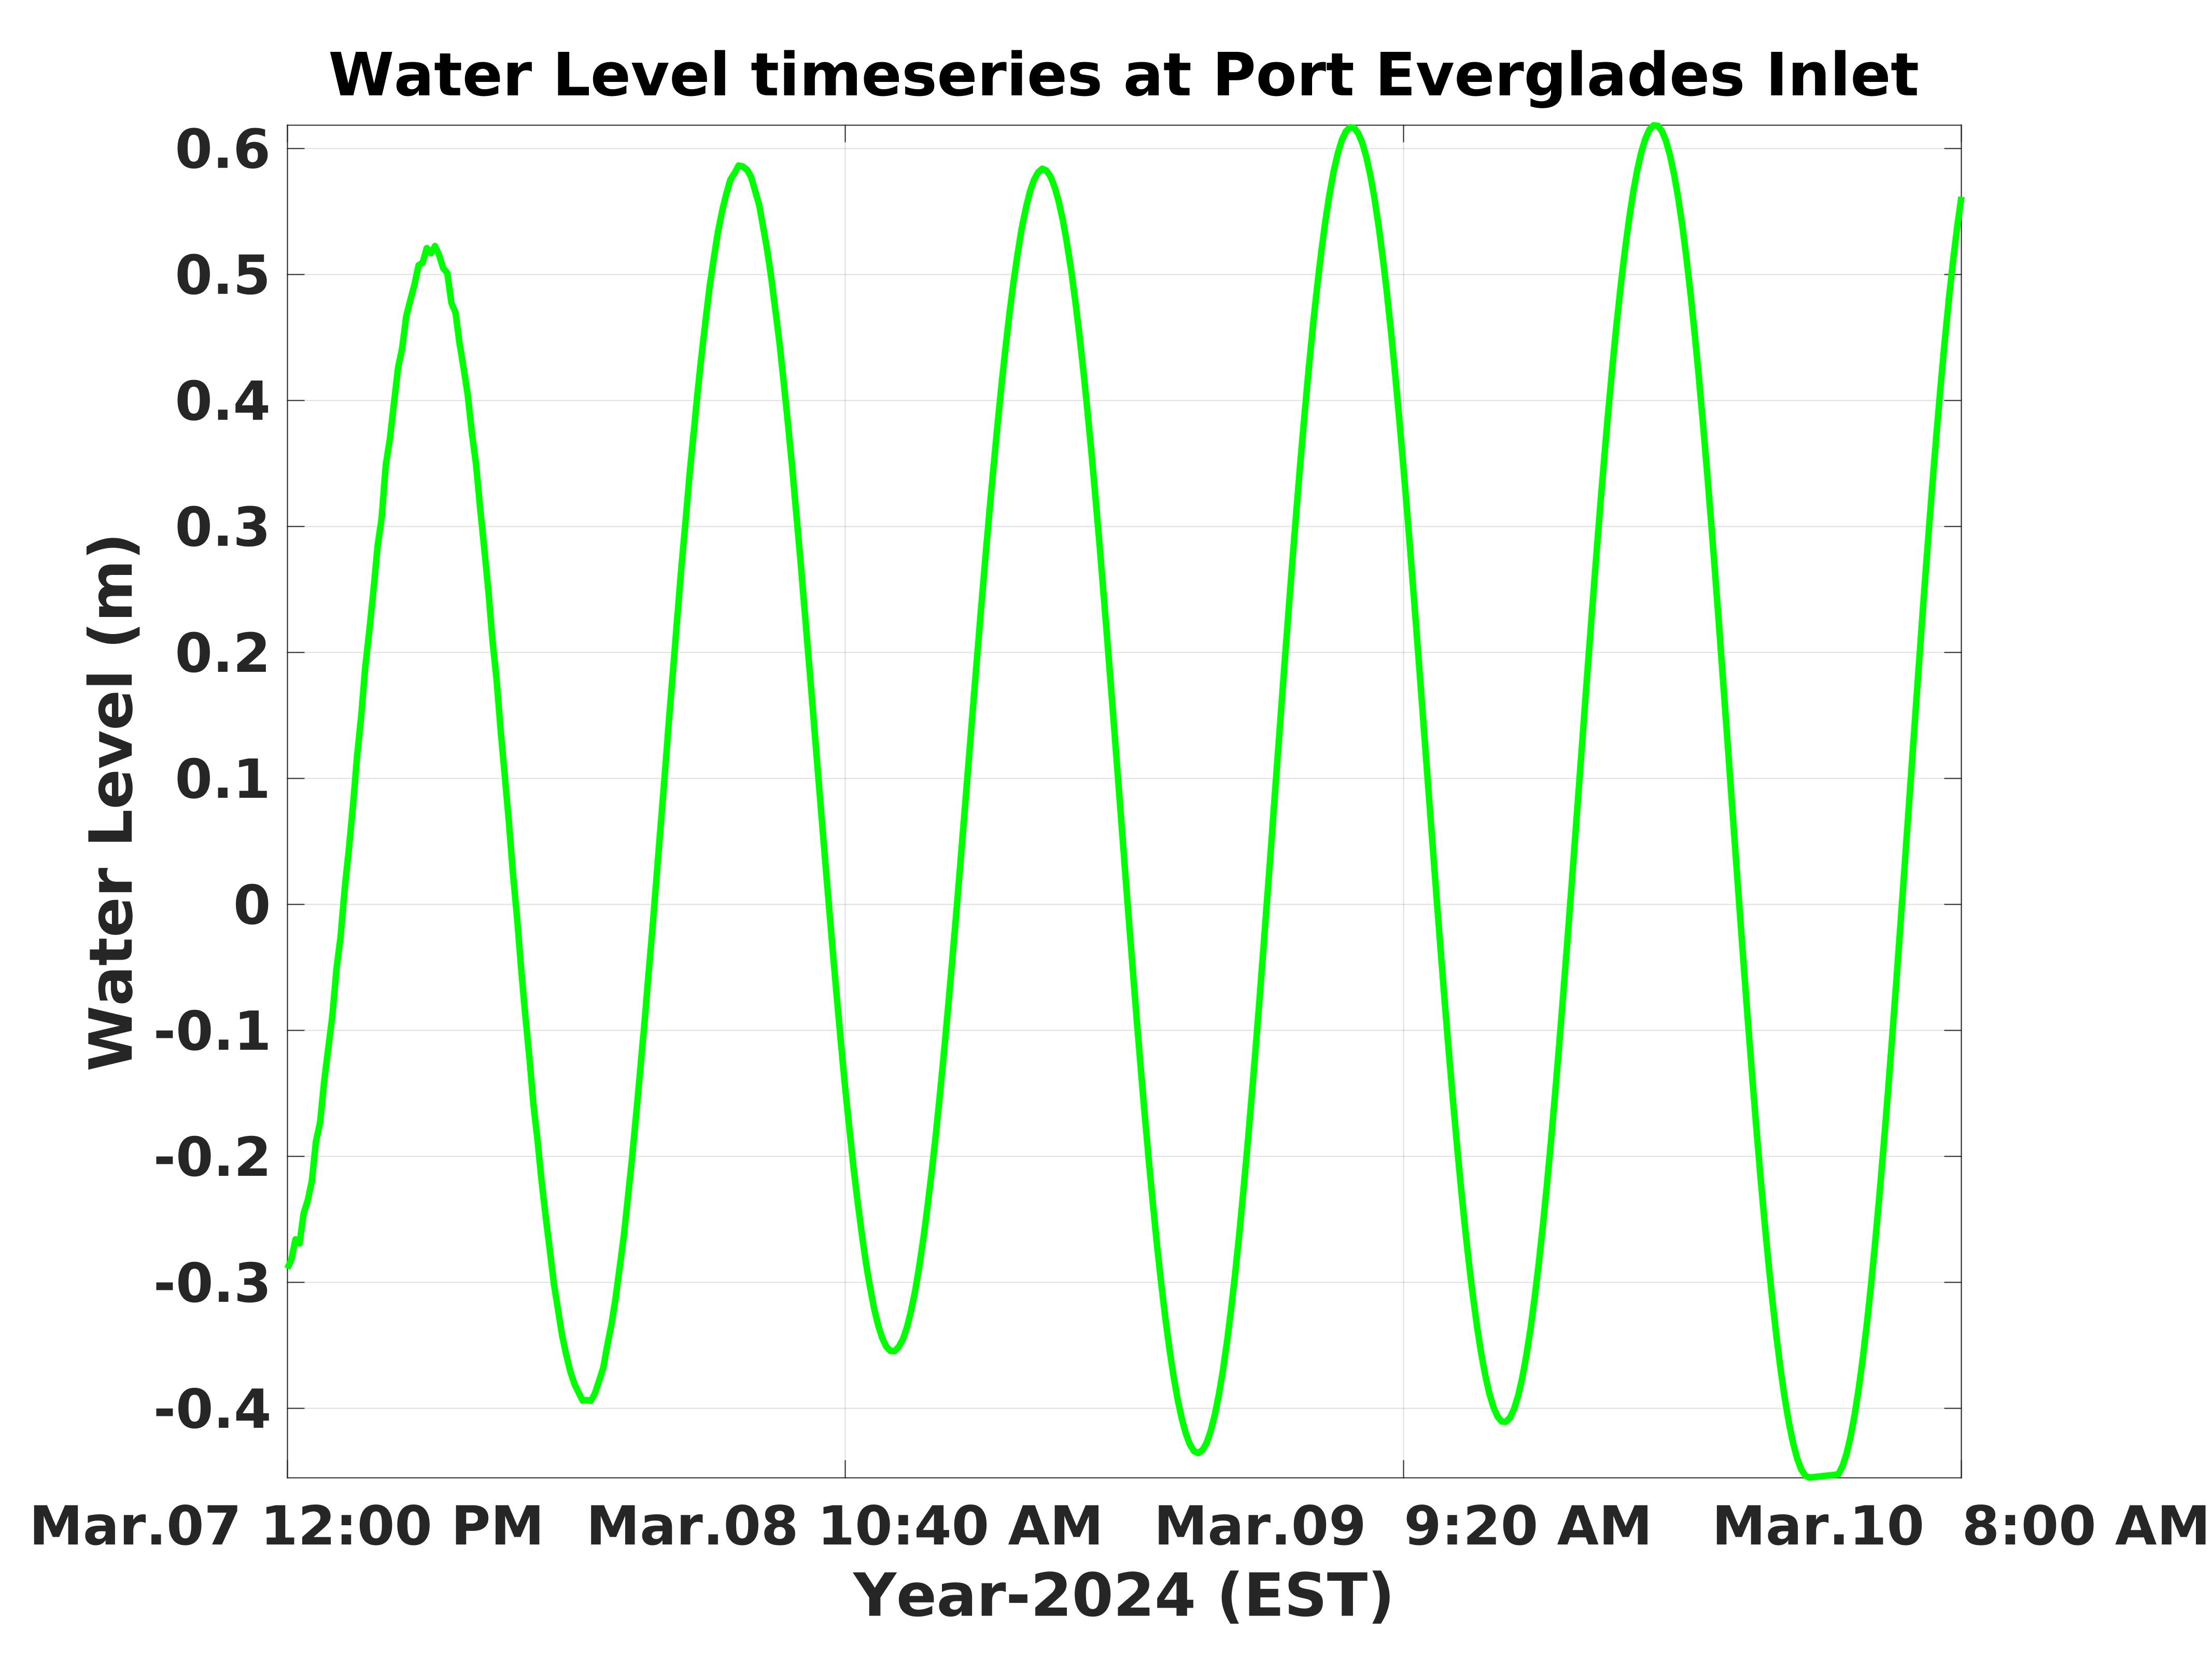 Water Level timeseries at Port Everglades Inlet
0.6
0.5
0.4
0.3
0.2
0.1
0
-0.1
-0.2
-0.3
-0.4
Water Level (m)
Mar.07 12:00 PM Mar.08 10:40 AM Mar.09 9:20 AM Mar.10 8:00 AM
Year-2024 (EST)